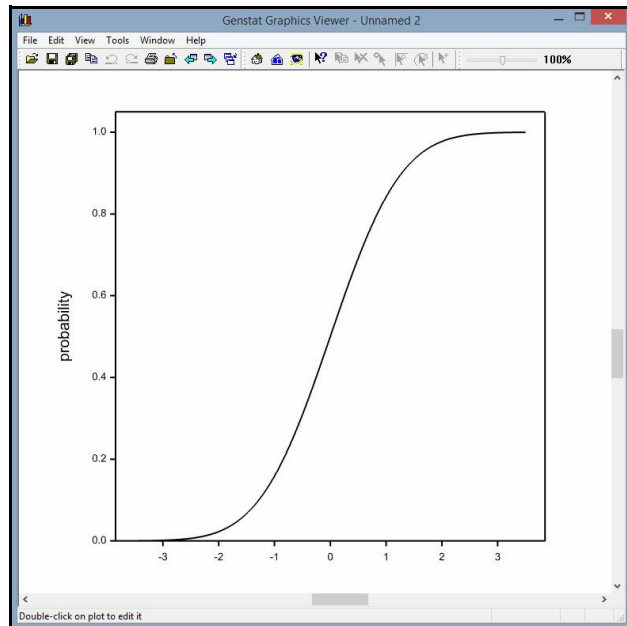 Genstat Graphics Viewer - Unnamed 2
File Edit View Tools Window Help
100%
1.0
0.8
0.6
0.4
0.2
0.0
probability
-3 -2 -1 0 1 2 3
Double-click on plot to edit it